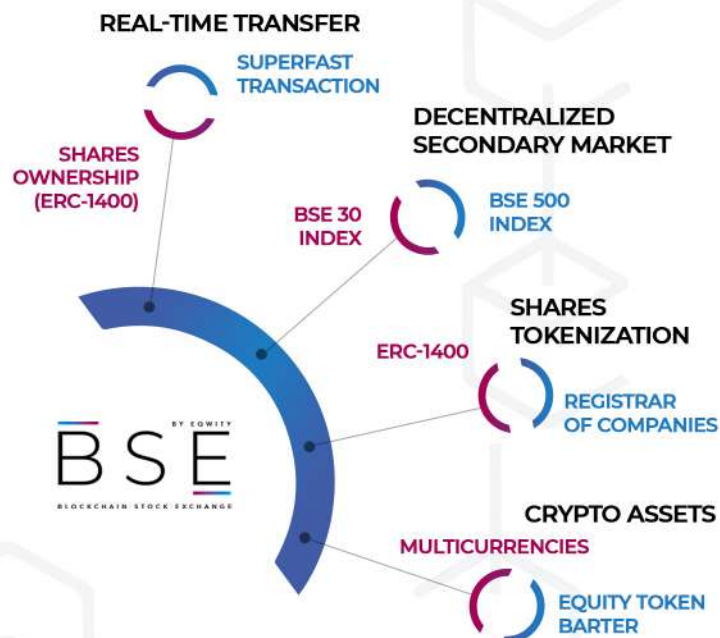 REAL-TIME TRANSFER
SUPERFAST
TRANSACTION
SHARES
OWNERSHIP
(ERC-1400)
DECENTRALIZED
SECONDARY MARKET
BSE 30
INDEX
BSE 500
INDEX
SHARES
TOKENIZATION
ERC-1400
REGISTRAR
OF COMPANIES
BY EQWITY
BSE
BLOCKCHAIN STOCK EXCHANGE
CRYPTO ASSETS
MULTICURRENCIES
EQUITY TOKEN
BARTER